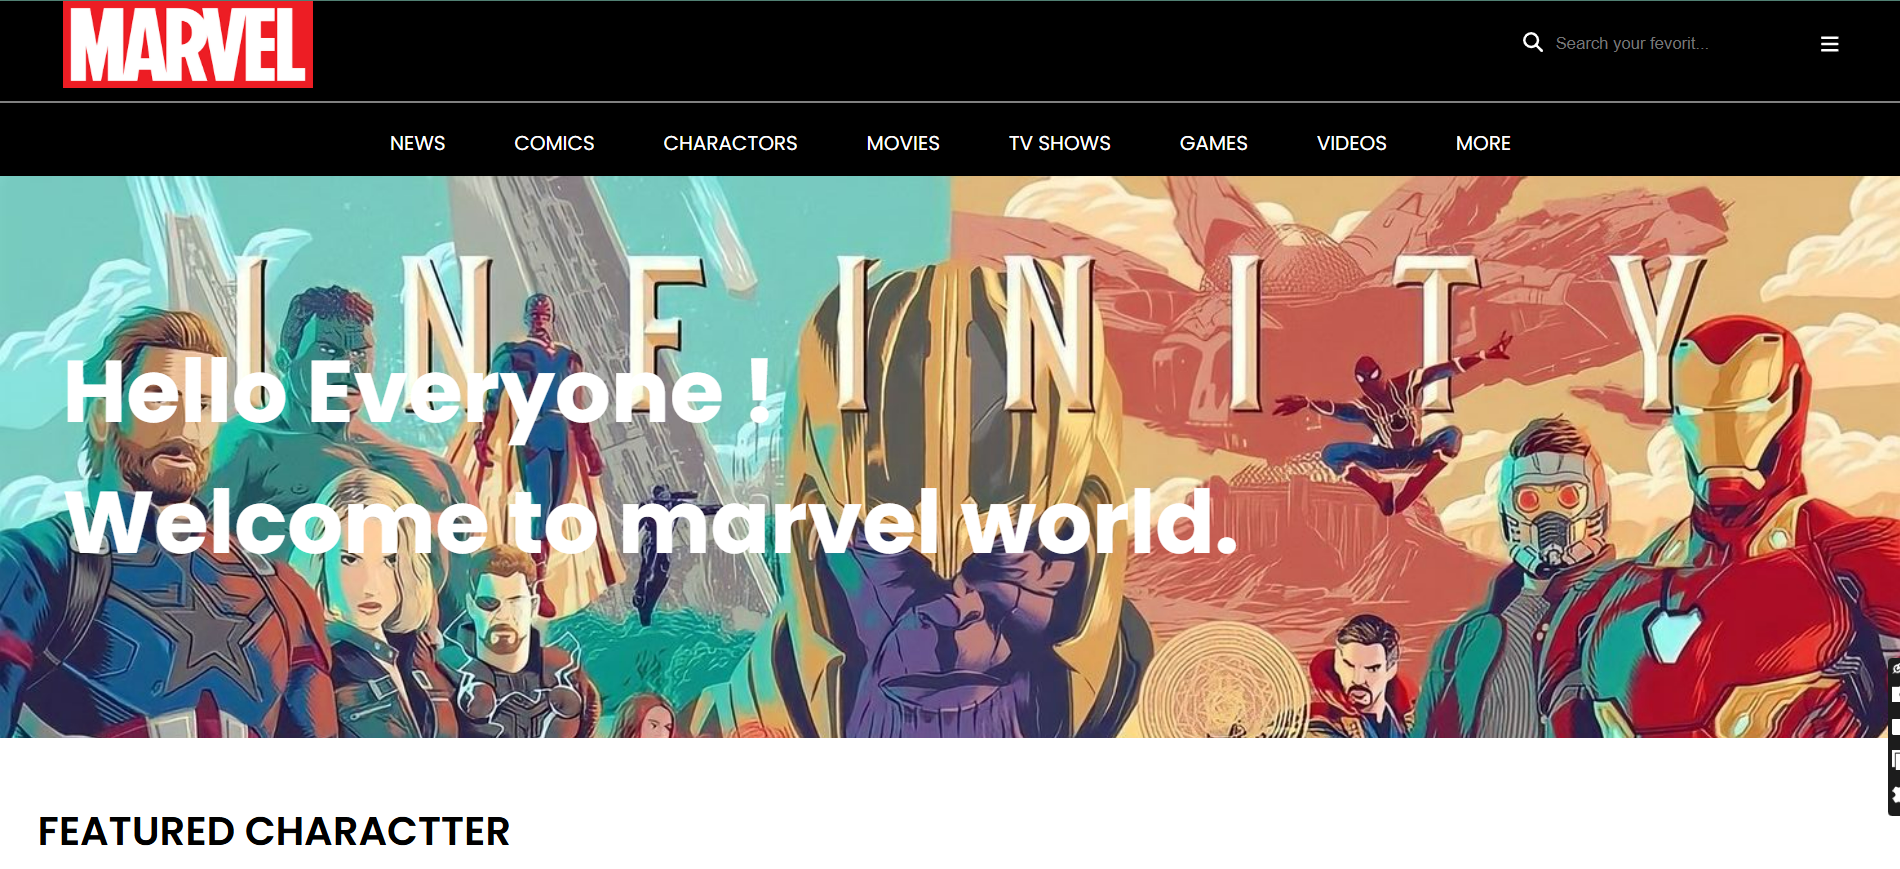 MARVEL
Search your fevorit...
NEWS COMICS CHARACTORS MOVIES TV SHOWS GAMES VIDEOS MORE
INFINITY
Hello Everyone !
Welcome to marvel world.
FEATURED CHARACTTER